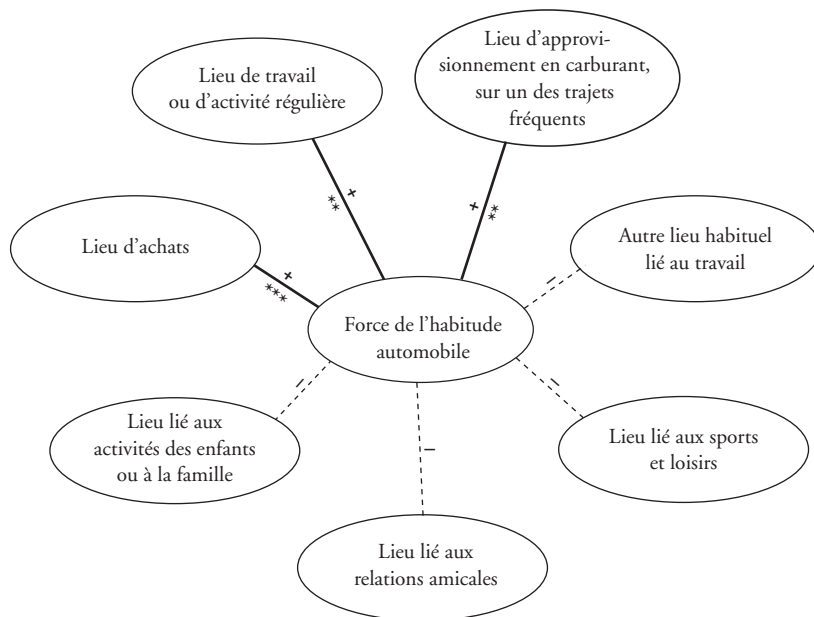 Lieu de travail
ou d'activité régulière
Lieu d'approvi-
sionnement en carburant,
sur un des trajets
fréquents
+
**
+
**
Lieu d'achats
+
***
Autre lieu habituel
lié au travail
–
Force de l'habitude
automobile
–
–
Lieu lié aux
activités des enfants
ou à la famille
–
Lieu lié aux sports
et loisirs
Lieu lié aux
relations amicales